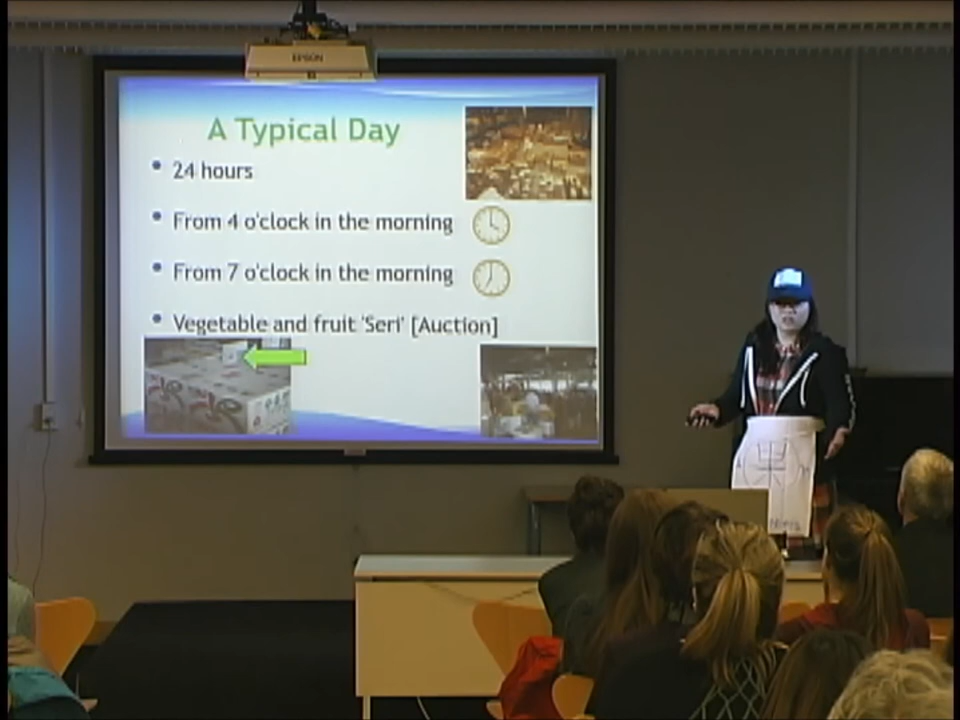 EPSON
A Typical Day
• 24 hours
• From 4 o'clock in the morning
• From 7 o'clock in the morning
• Vegetable and fruit 'Seri' [Auction]